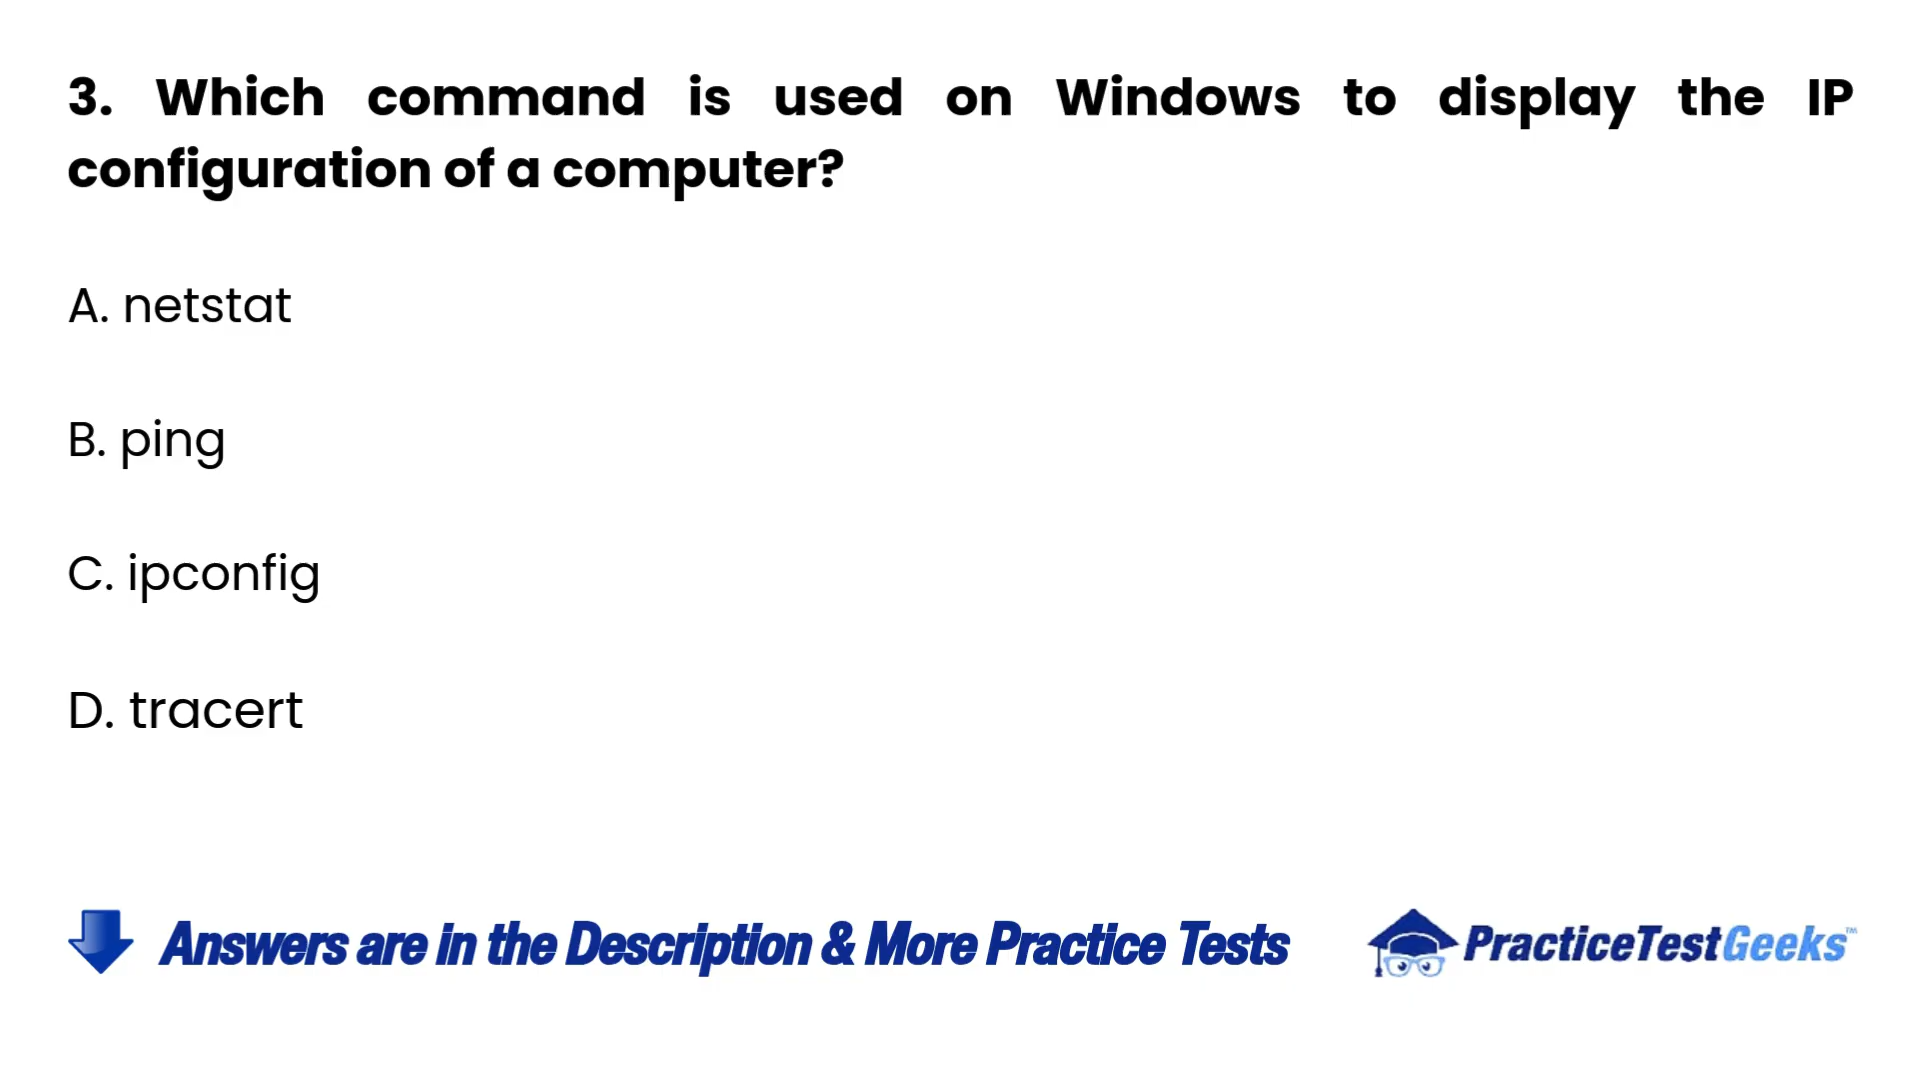 3. Which command is used on Windows to display the IP
configuration of a computer?
A. netstat
B. ping
C. ipconfig
D. tracert
Answers are in the Description & More Practice Tests
PracticeTestGeeks™